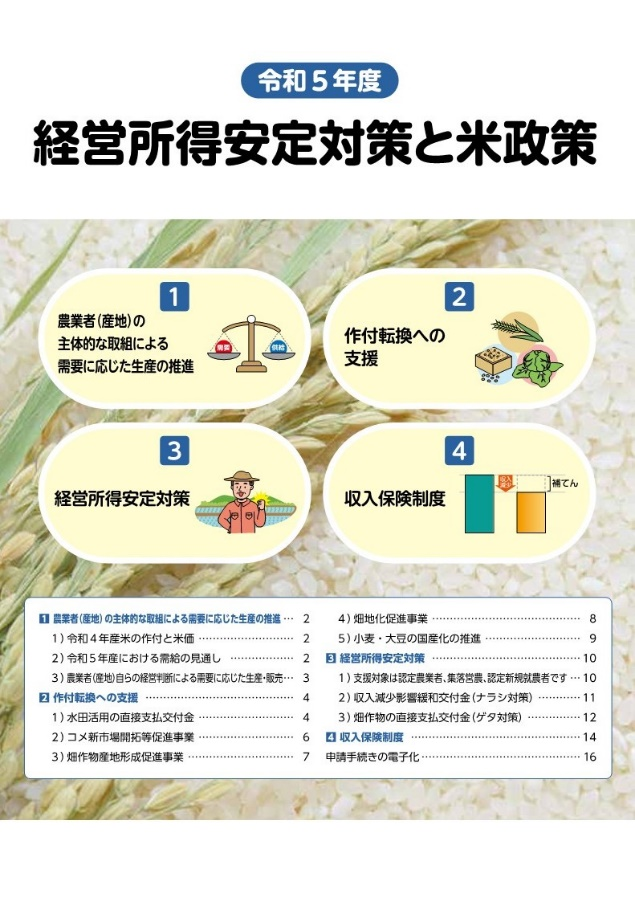 令和5年度
経営所得安定対策と米政策
1
農業者(産地)の
主体的な取組による
需要に応じた生産の推進
需要
供給
2
作付転換への
支援
3
経営所得安定対策
4
収入保険制度
収入
減少
補てん
1 農業者(産地)の主体的な取組による需要に応じた生産の推進 … 2
1)令和4年産米の作付と米価 ………………… 2
2)令和5年産における需給の見通し ………………… 2
3)農業者(産地)自らの経営判断による需要に応じた生産・販売… 3
2 作付転換への支援 ………………… 4
1)水田活用の直接支払交付金 ………………… 4
2)コメ新市場開拓等促進事業 ………………… 6
3)畑作物産地形成促進事業 ………………… 7
4)畑地化促進事業 ………………… 8
5)小麦・大豆の国産化の推進 ………………… 9
3 経営所得安定対策 ………………… 10
1)支援対象は認定農業者、集落営農、認定新規就農者です … 10
2)収入減少影響緩和交付金(ナラシ対策) ………… 11
3)畑作物の直接支払交付金(ゲタ対策) ………… 12
4 収入保険制度 ………………… 14
申請手続きの電子化 ………………… 16